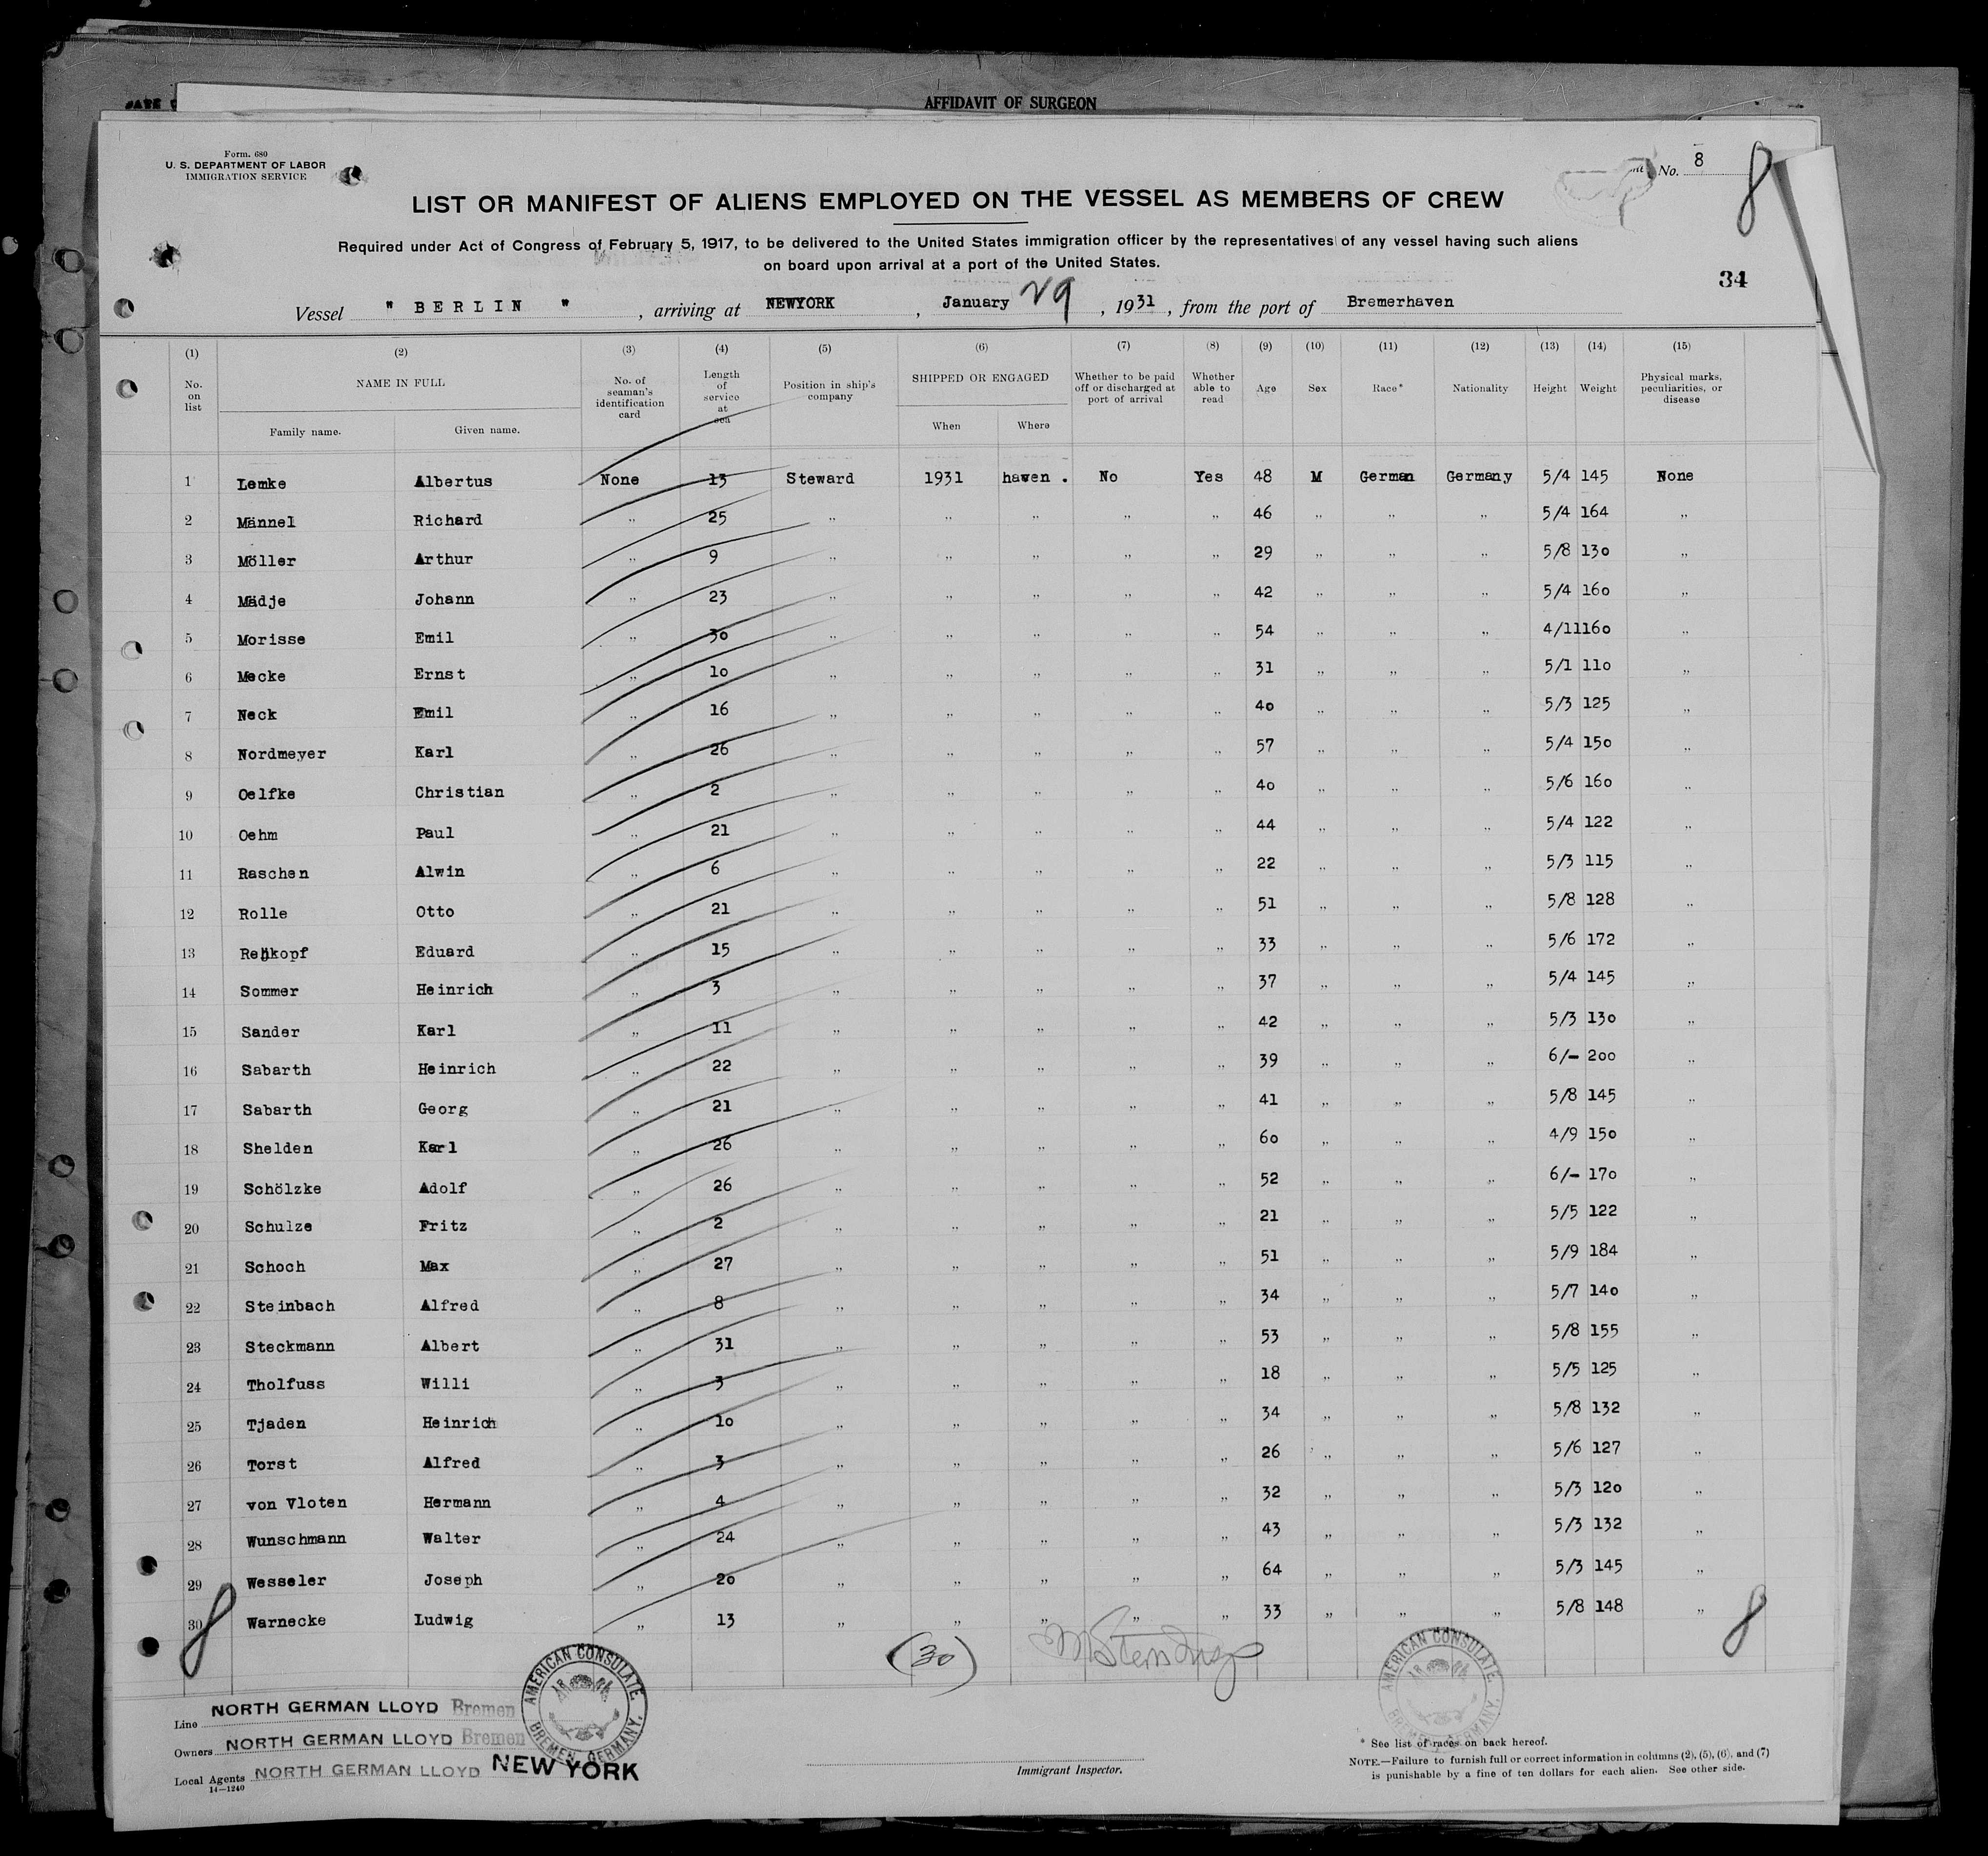 AFFIDAVIT OF SURGEON
Form. 680
U. S. DEPARTMENT OF LABOR
IMMIGRATION SERVICE
No. 8
8
LIST OR MANIFEST OF ALIENS EMPLOYED ON THE VESSEL AS MEMBERS OF CREW
Required under Act of Congress of February 5, 1917, to be delivered to the United States immigration officer by the representatives of any vessel having such aliens
on board upon arrival at a port of the United States.
34
Vessel " BERLIN " , arriving at NEWYORK , January 29 , 1931 , from the port of Bremerhaven
(1) (2) (3) (4) (5) (6) (7) (8) (9) (10) (11) (12) (13) (14) (15)
No. on list NAME IN FULL Family name. Given name. No. of seaman's identification card Length of service at sea Position in ship's company SHIPPED OR ENGAGED When Where Whether to be paid off or discharged at port of arrival Whether able to read Age Sex Race* Nationality Height Weight Physical marks, peculiarities, or disease
1 Lemke Albertus None 13 Steward 1931 haven . No Yes 48 M German Germany 5/4 145 None
2 Männel Richard " 25 " " " " " 46 " " " 5/4 164 "
3 Möller Arthur " 9 " " " " " 29 " " " 5/8 130 "
4 Mädje Johann " 23 " " " " " 42 " " " 5/4 160 "
5 Morisse Emil " 30 " " " " " 54 " " " 4/11 160 "
6 Mecke Ernst " 10 " " " " " 31 " " " 5/1 110 "
7 Neck Emil " 16 " " " " " 40 " " " 5/3 125 "
8 Nordmeyer Karl " 26 " " " " " 57 " " " 5/4 150 "
9 Oelfke Christian " 2 " " " " " 40 " " " 5/6 160 "
10 Oehm Paul " 21 " " " " " 44 " " " 5/4 122 "
11 Raschen Alwin " 6 " " " " " 22 " " " 5/3 115 "
12 Rolle Otto " 21 " " " " " 51 " " " 5/8 128 "
13 Rehkopf Eduard " 15 " " " " " 33 " " " 5/6 172 "
14 Sommer Heinrich " 3 " " " " " 37 " " " 5/4 145 "
15 Sander Karl " 11 " " " " " 42 " " " 5/3 130 "
16 Sabarth Heinrich " 22 " " " " " 39 " " " 6/- 200 "
17 Sabarth Georg " 21 " " " " " 41 " " " 5/8 145 "
18 Shelden Karl " 26 " " " " " 60 " " " 4/9 150 "
19 Schölzke Adolf " 26 " " " " " 52 " " " 6/- 170 "
20 Schulze Fritz " 2 " " " " " 21 " " " 5/5 122 "
21 Schoch Max " 27 " " " " " 51 " " " 5/9 184 "
22 Steinbach Alfred " 8 " " " " " 34 " " " 5/7 140 "
23 Steckmann Albert " 31 " " " " " 53 " " " 5/8 155 "
24 Tholfuss Willi " 3 " " " " " 18 " " " 5/5 125 "
25 Tjaden Heinrich " 10 " " " " " 34 " " " 5/8 132 "
26 Torst Alfred " 3 " " " " " 26 " " " 5/6 127 "
27 von Vloten Hermann " 4 " " " " " 32 " " " 5/3 120 "
28 Wunschmann Walter " 24 " " " " " 43 " " " 5/3 132 "
29 Wesseler Joseph " 20 " " " " " 64 " " " 5/3 145 "
30 Warnecke Ludwig " 13 " " " " " 33 " " " 5/8 148 "
8 (30) 8
AMERICAN CONSULATE, BREMEN, GERMANY.
AMERICAN CONSULATE, BREMEN, GERMANY.
Line NORTH GERMAN LLOYD Bremen
Owners NORTH GERMAN LLOYD Bremen
Local Agents NORTH GERMAN LLOYD NEW YORK
14—1240
Immigrant Inspector.
* See list of races on back hereof.
NOTE.—Failure to furnish full or correct information in columns (2), (5), (6), and (7)
is punishable by a fine of ten dollars for each alien. See other side.